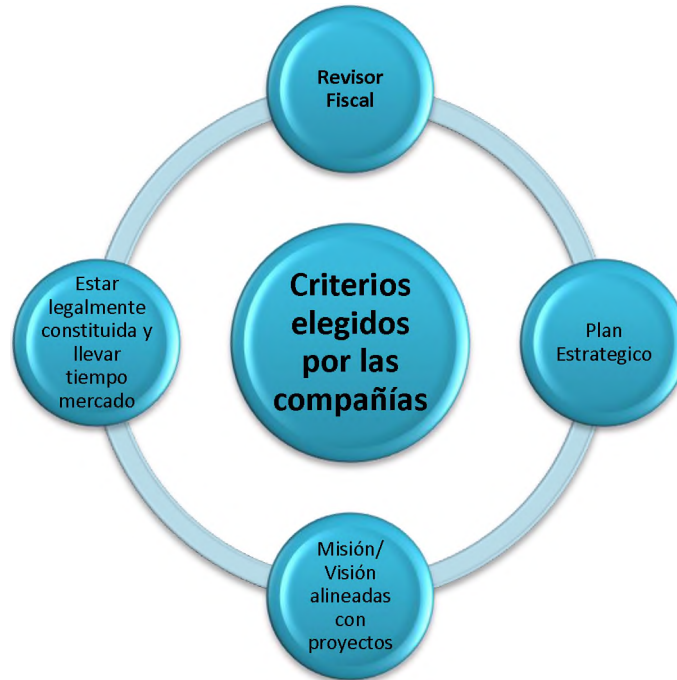 Revisor
Fiscal
Criterios
elegidos
por las
compañías
Estar
legalmente
constituida y
llevar
tiempo
mercado
Plan
Estrategico
Misión/
Visión
alineadas
con
proyectos